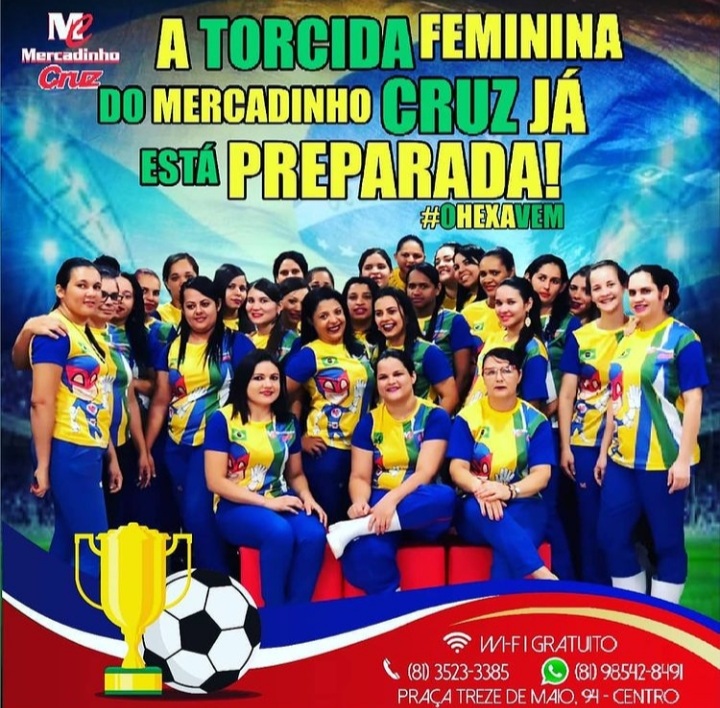 Mercadinho
Cruz
A TORCIDA FEMININA
DO MERCADINHO CRUZ JÁ
ESTÁ PREPARADA!
#OHEXAVEM
WI-FI GRATUITO
(81) 3523-3385 (81) 98542-8491
PRAÇA TREZE DE MAIO, 94 - CENTRO